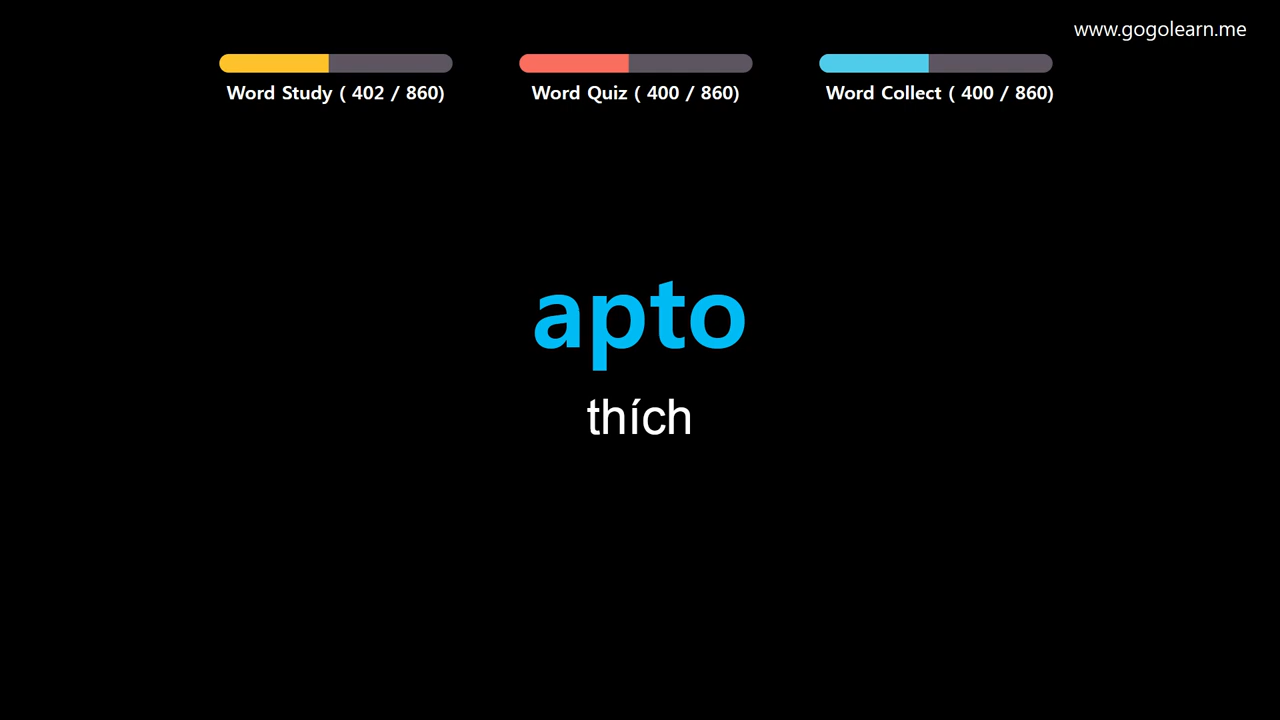 www.gogolearn.me
Word Study ( 402 / 860)
Word Quiz ( 400 / 860)
Word Collect ( 400 / 860)
apto
thích